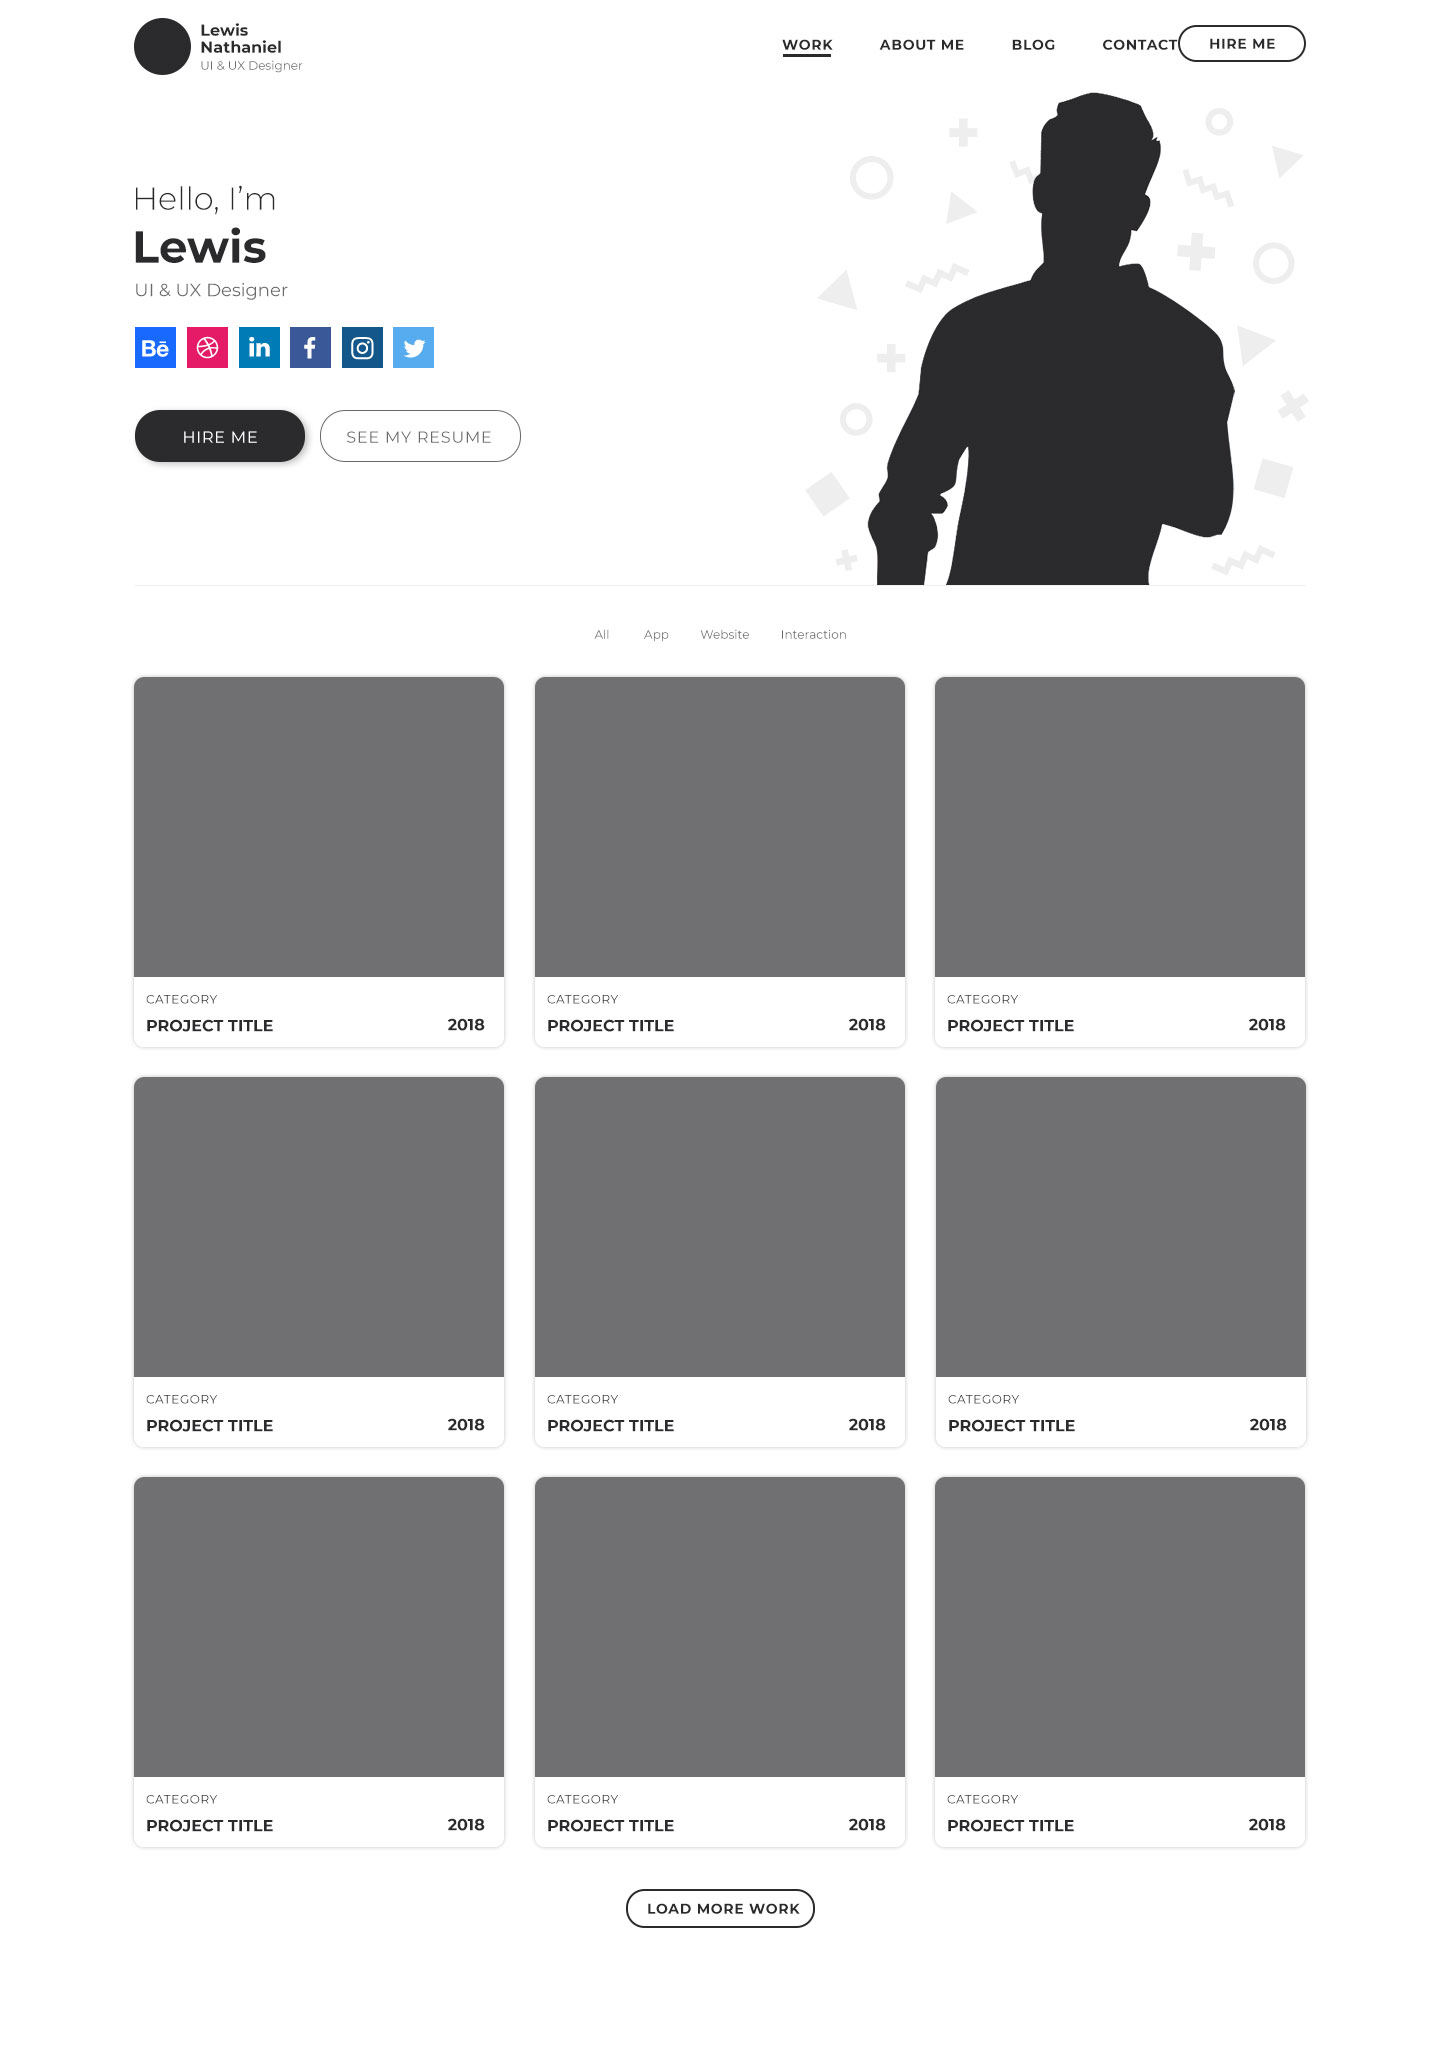 Lewis
Nathaniel
UI & UX Designer
WORK ABOUT ME BLOG CONTACT HIRE ME
Hello, I’m
Lewis
UI & UX Designer
Bē in f
HIRE ME SEE MY RESUME
All App Website Interaction
CATEGORY CATEGORY CATEGORY
PROJECT TITLE 2018 PROJECT TITLE 2018 PROJECT TITLE 2018
CATEGORY CATEGORY CATEGORY
PROJECT TITLE 2018 PROJECT TITLE 2018 PROJECT TITLE 2018
CATEGORY CATEGORY CATEGORY
PROJECT TITLE 2018 PROJECT TITLE 2018 PROJECT TITLE 2018
LOAD MORE WORK